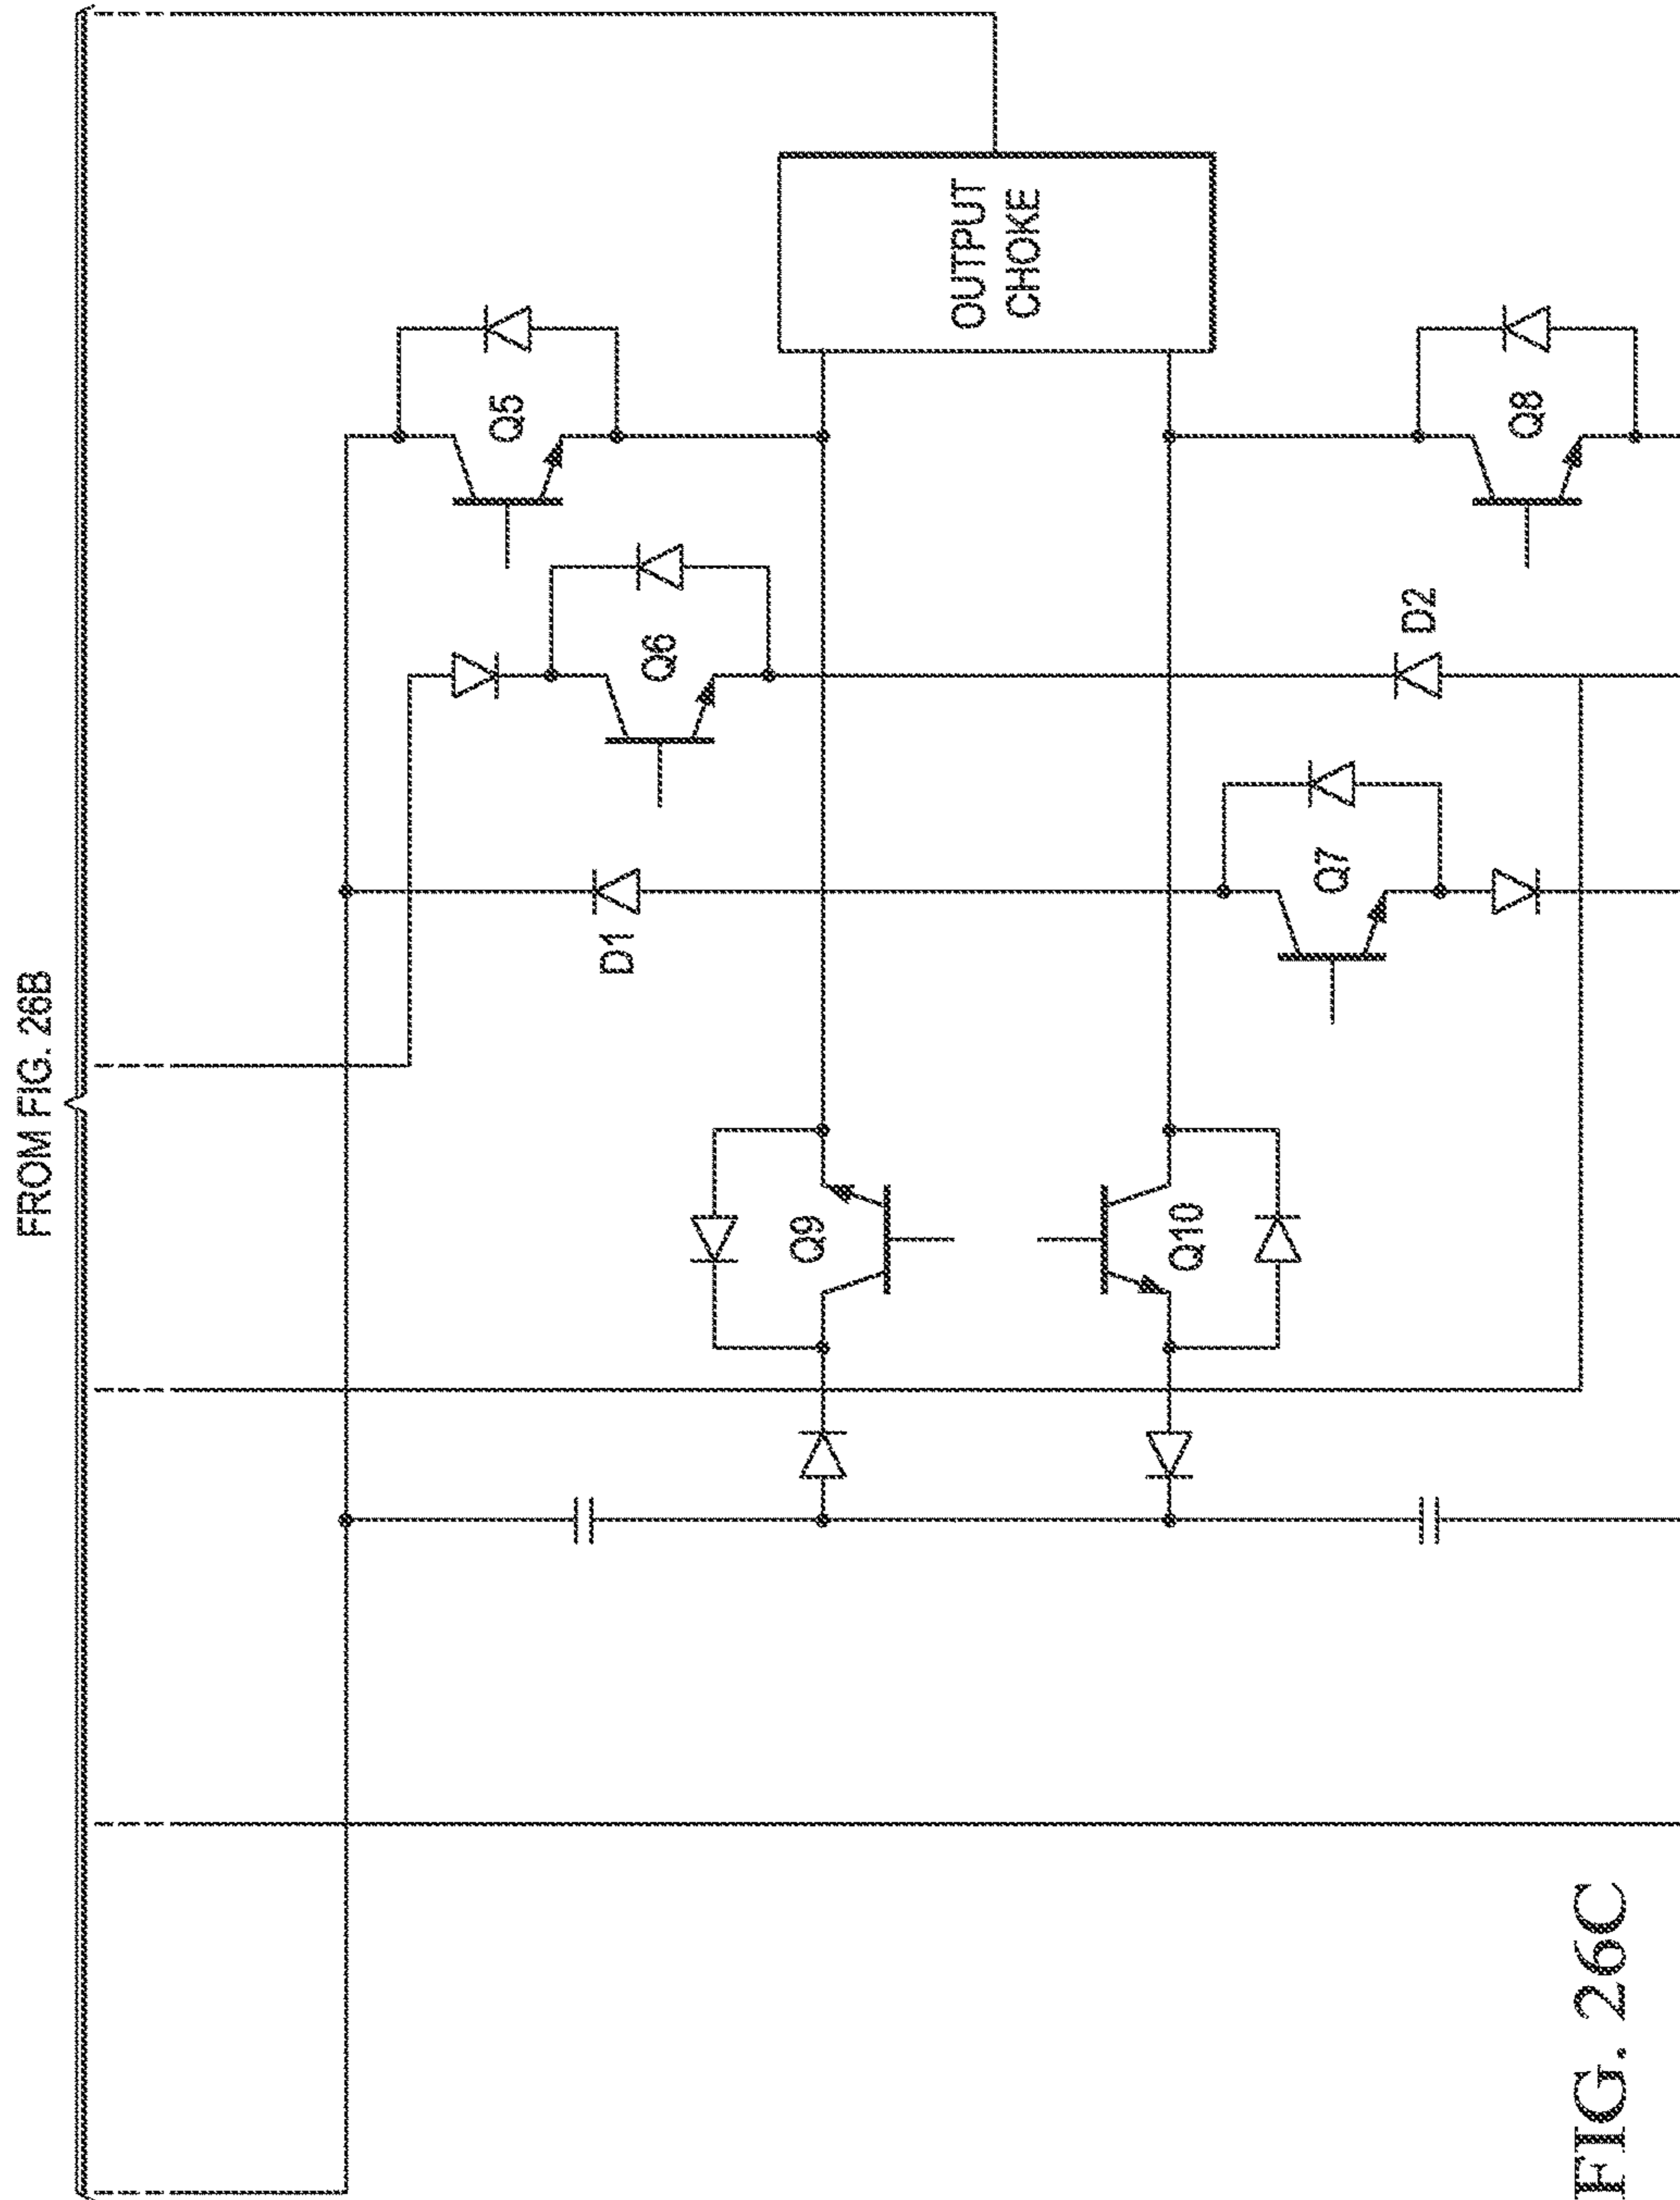 FROM FIG. 26B
OUTPUT
CHOKE
Q5
Q6
Q8
D2
D1
Q7
Q9
Q10
FIG. 26C